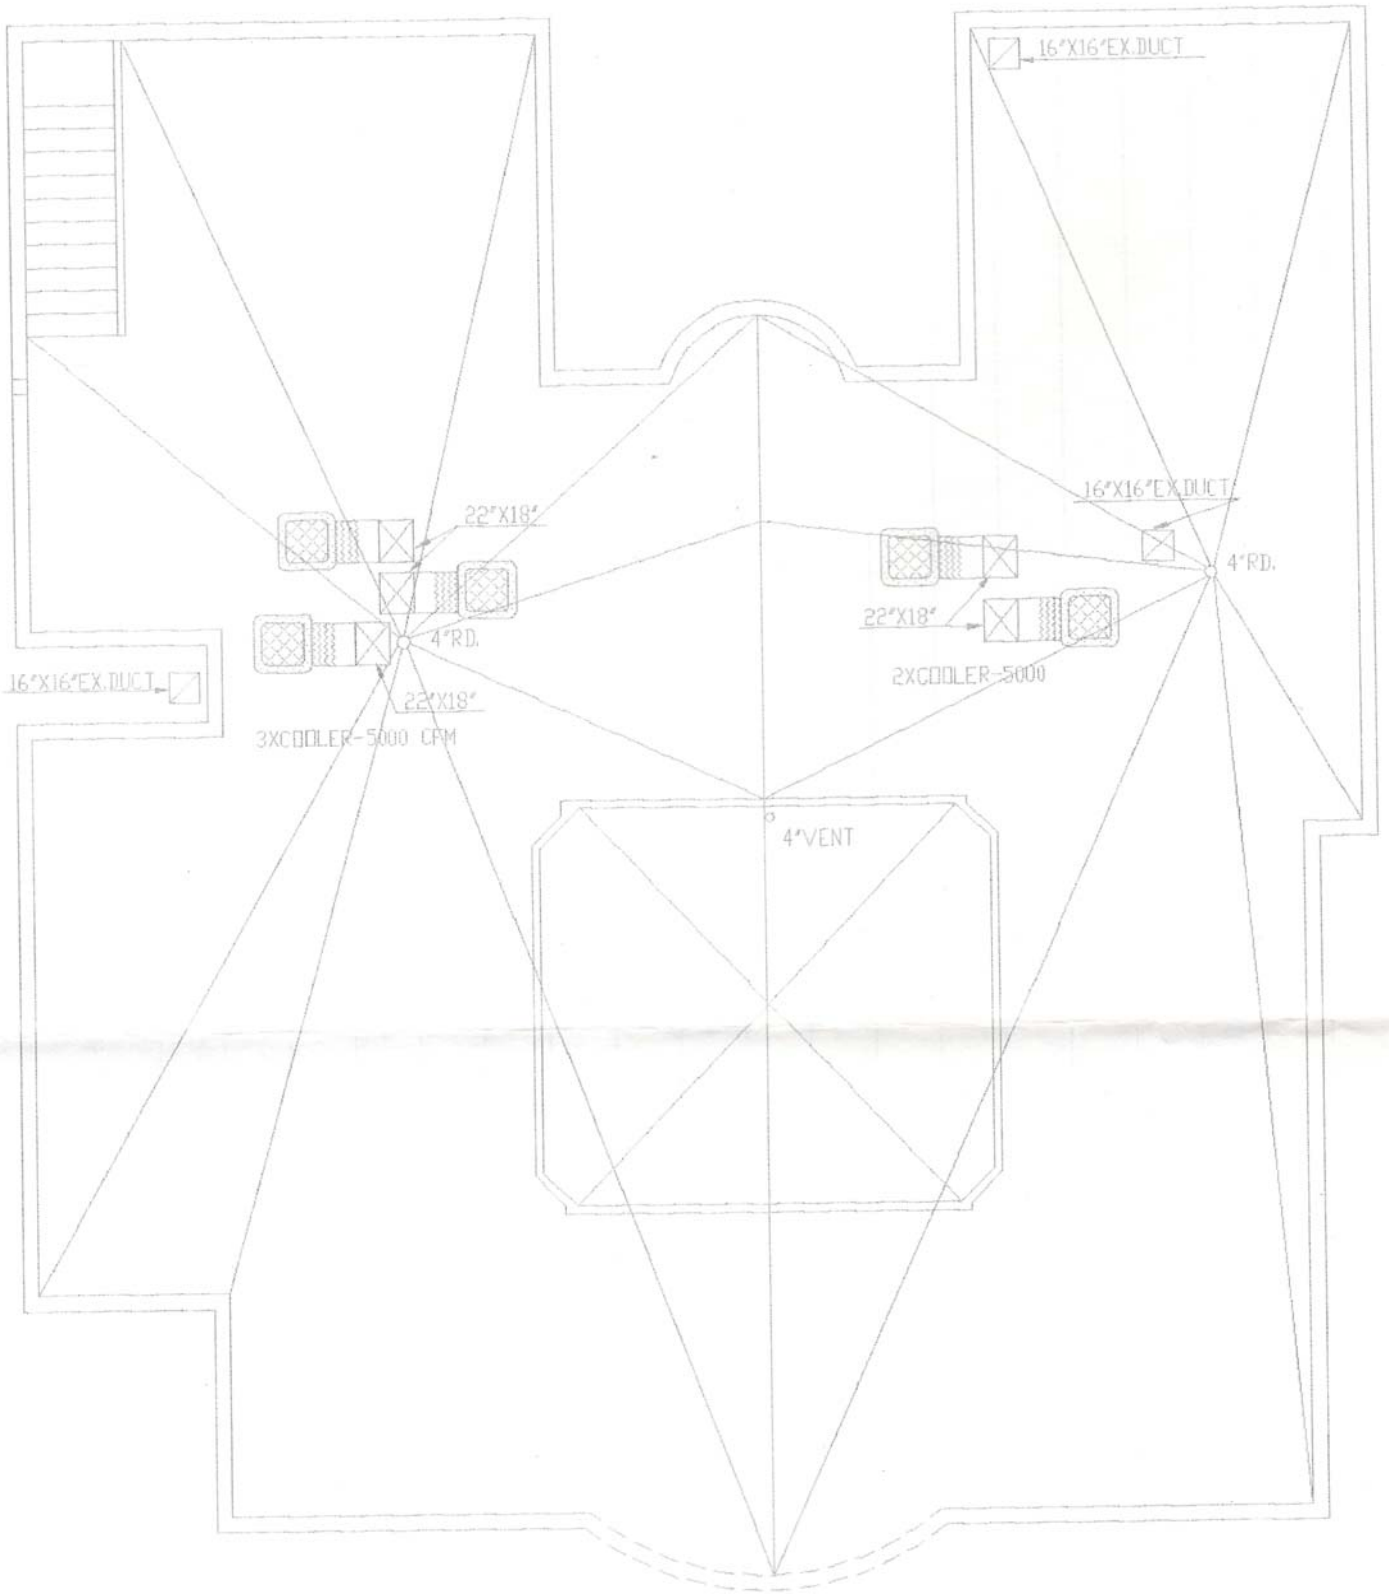 16"X16"EX.DUCT
22"X18"
16"X16"EX.DUCT
4"RD.
22"X18"
4"RD.
2XCOOLER-5000
16"X16"EX.DUCT
22"X18"
3XCOOLER-5000 CFM
4"VENT